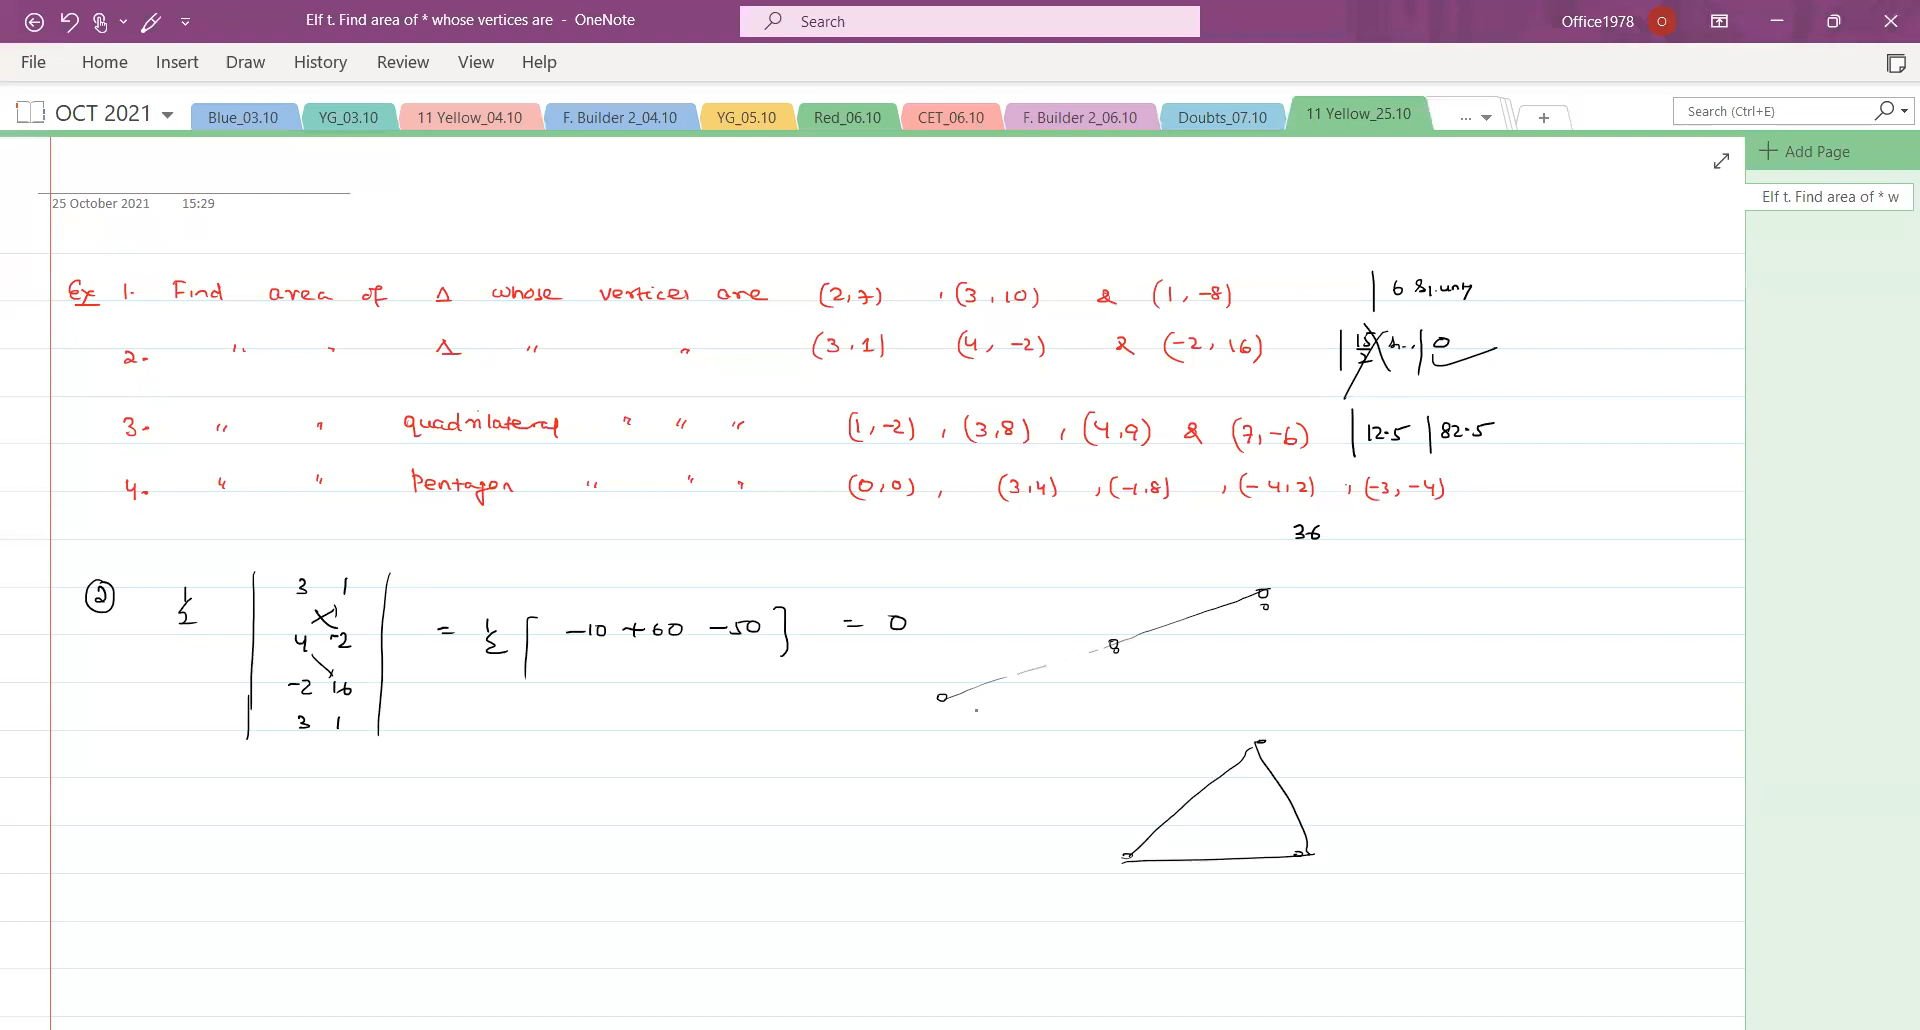 Elf t. Find area of * whose vertices are - OneNote
Search
Office1978
O
File Home Insert Draw History Review View Help
OCT 2021
Blue_03.10 YG_03.10 11 Yellow_04.10 F. Builder 2_04.10 YG_05.10 Red_06.10 CET_06.10 F. Builder 2_06.10 Doubts_07.10 11 Yellow_25.10 ... +
Search (Ctrl+E)
Add Page
Elf t. Find area of * w
25 October 2021 15:29
Ex 1. Find area of Δ whose vertices are (2,7) , (3,10) & (1,-8) | 6 sq.unit
2. " " Δ " " (3,1) (4,-2) & (-2,16) | 15/2 | 0
3. " " quadrilateral " " " (1,-2) , (3,8) , (4,9) & (7,-6) | 12.5 | 82.5
4. " " Pentagon " " " (0,0) , (3,4) , (-1,8) , (-4,2) , (-3,-4)
36
② 1/2 | 3 1
4 -2
-2 16
3 1 | = 1/2 [ -10 + 60 - 50 ] = 0